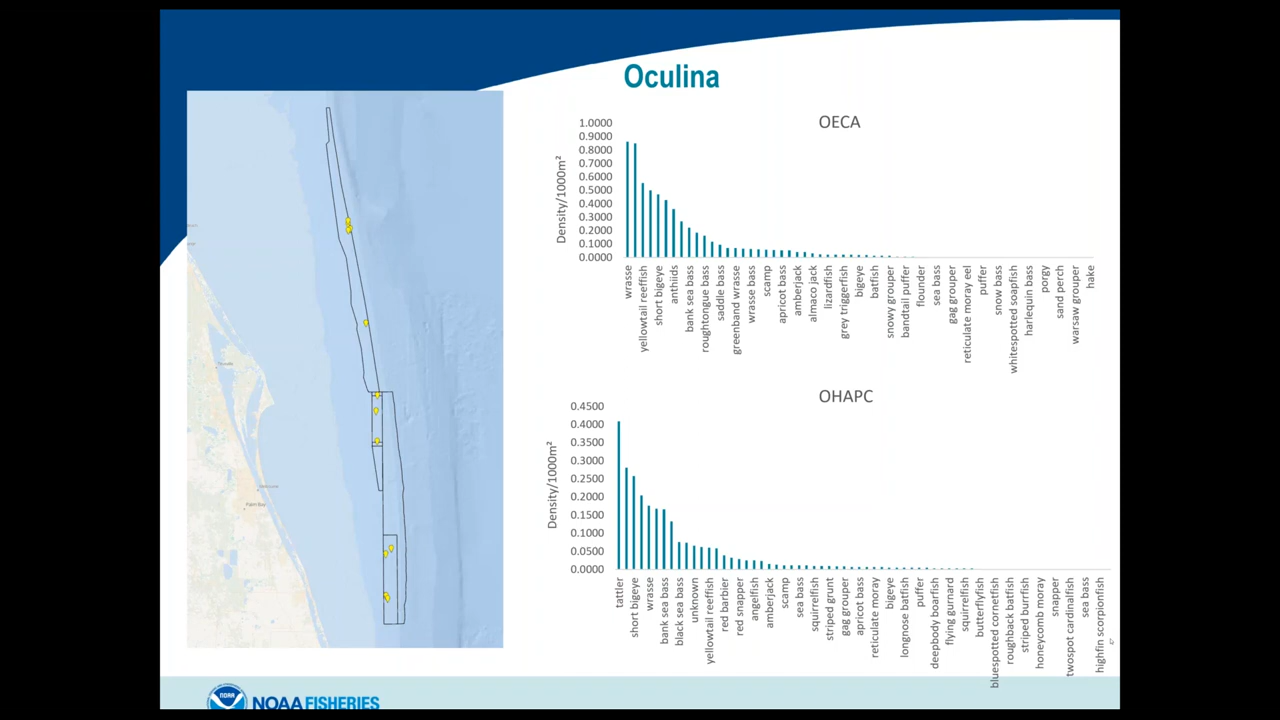 Oculina
OECA
Density/1000m²
1.0000
0.9000
0.8000
0.7000
0.6000
0.5000
0.4000
0.3000
0.2000
0.1000
0.0000
wrasse
yellowtail reeffish
short bigeye
anthiids
bank sea bass
roughtongue bass
saddle bass
greenband wrasse
wrasse bass
scamp
apricot bass
amberjack
almaco jack
lizardfish
grey triggerfish
bigeye
batfish
snowy grouper
bandtail puffer
flounder
sea bass
gag grouper
reticulate moray eel
puffer
snow bass
whitespotted soapfish
harlequin bass
porgy
sand perch
warsaw grouper
hake
OHAPC
Density/1000m²
0.4500
0.4000
0.3500
0.3000
0.2500
0.2000
0.1500
0.1000
0.0500
0.0000
tattler
short bigeye
wrasse
bank sea bass
black sea bass
unknown
yellowtail reeffish
red barbier
red snapper
angelfish
amberjack
scamp
sea bass
squirrelfish
striped grunt
gag grouper
apricot bass
reticulate moray
bigeye
longnose batfish
puffer
deepbody boarfish
flying gurnard
squirrelfish
butterflyfish
bluespotted cornetfish
roughback batfish
striped burrfish
honeycomb moray
snapper
twospot cardinalfish
sea bass
highfin scorpionfish
Palm Bay
NOAA
NOAA FISHERIES